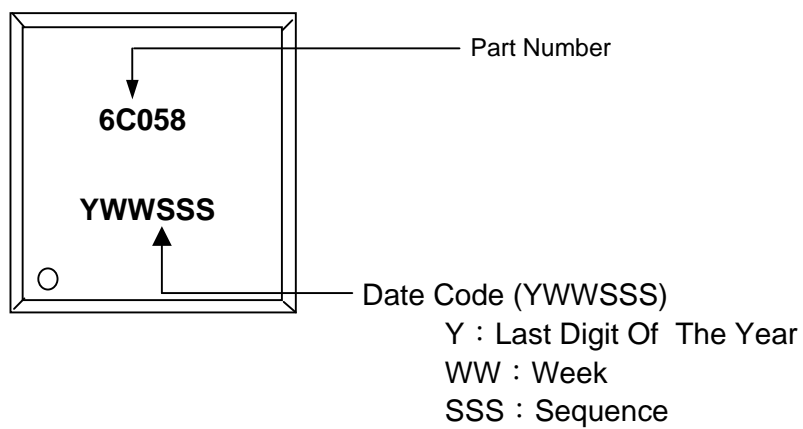 Part Number
6C058
YWWSSS
Date Code (YWWSSS)
Y：Last Digit Of The Year
WW：Week
SSS：Sequence